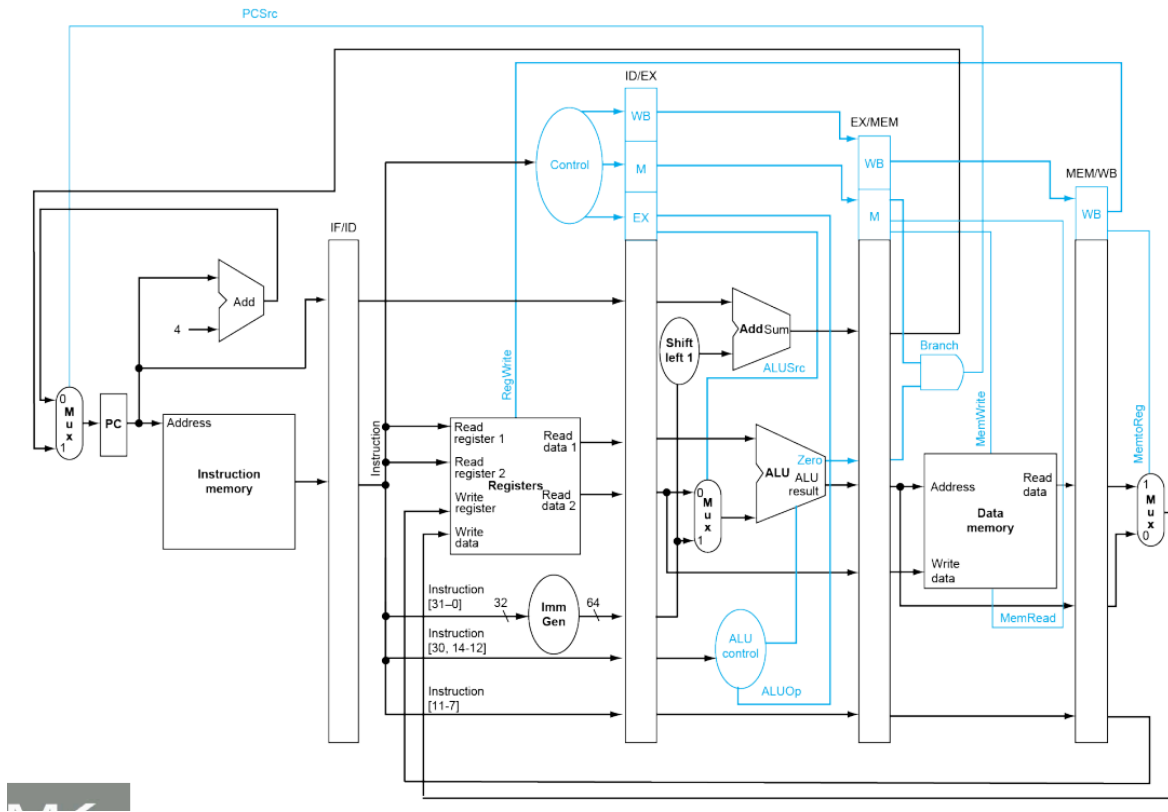 PCSrc
ID/EX
WB
EX/MEM
Control
M
WB
MEM/WB
EX
M
WB
IF/ID
Add
4
Add Sum
Shift
left 1
Branch
ALUSrc
RegWrite
MemWrite
MemtoReg
0
M
u
x
1
PC
Address
Instruction
memory
Instruction
Read
register 1
Read
register 2
Write
register
Write
data
Registers
Read
data 1
Read
data 2
0
M
u
x
1
ALU
Zero
ALU
result
Address
Read
data
Data
memory
Write
data
1
M
u
x
0
Instruction
[31–0]
32
Imm
Gen
64
MemRead
Instruction
[30, 14-12]
ALU
control
ALUOp
Instruction
[11-7]